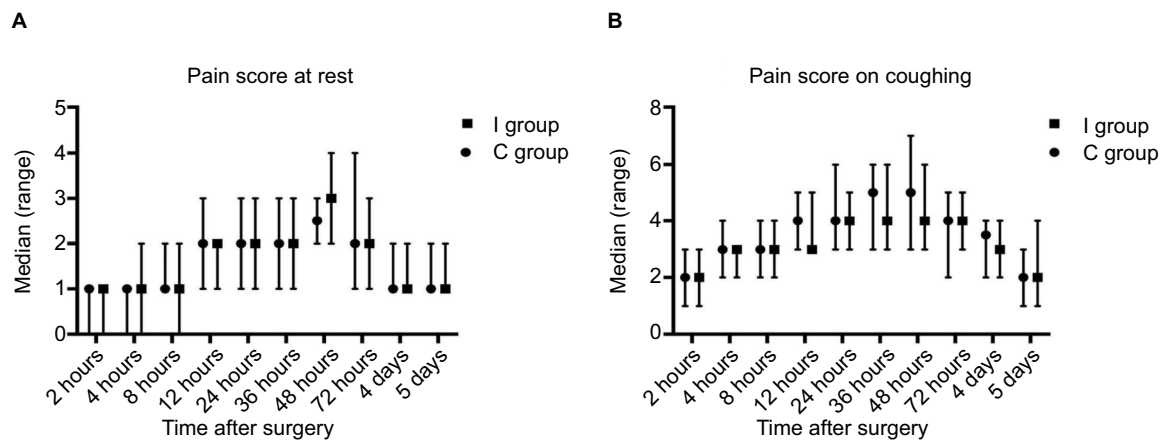 A
Pain score at rest
5
4
3
2
1
0
Median (range)
I group
C group
2 hours
4 hours
8 hours
12 hours
24 hours
36 hours
48 hours
72 hours
4 days
5 days
Time after surgery
B
Pain score on coughing
8
6
4
2
0
Median (range)
I group
C group
2 hours
4 hours
8 hours
12 hours
24 hours
36 hours
48 hours
72 hours
4 days
5 days
Time after surgery